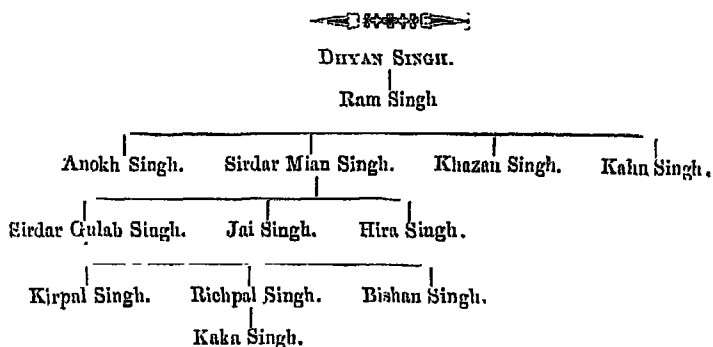 DHYAN SINGH.
Ram Singh
Anokh Singh. Sirdar Mian Singh. Khazan Singh. Kahn Singh.
Sirdar Gulab Singh. Jai Singh. Hira Singh.
Kirpal Singh. Richpal Singh. Bishan Singh.
Kaka Singh.